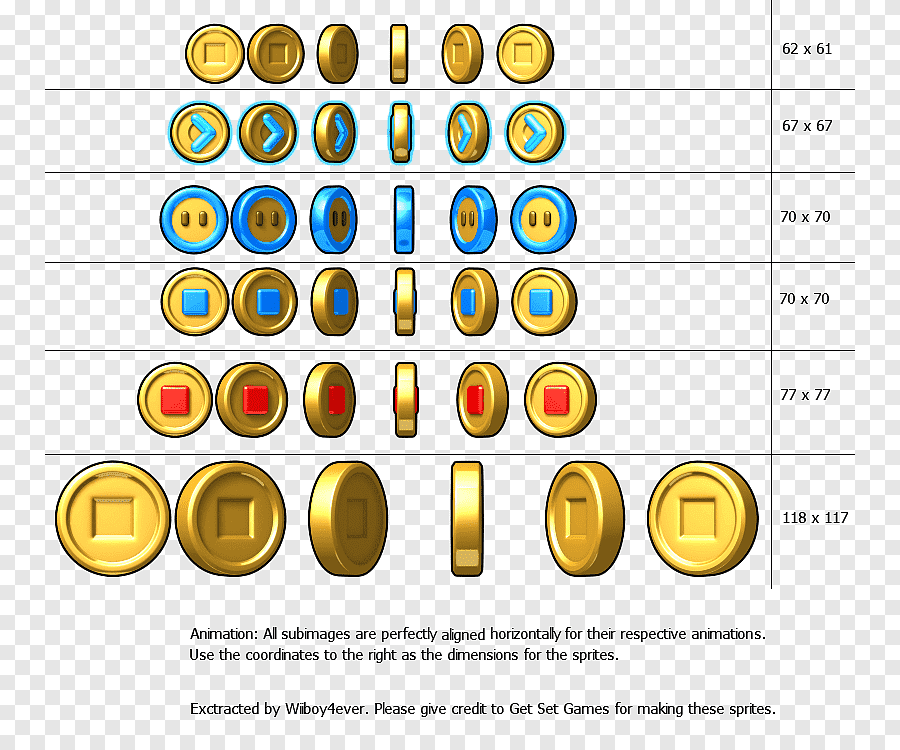 62 x 61
67 x 67
70 x 70
70 x 70
77 x 77
118 x 117
Animation: All subimages are perfectly aligned horizontally for their respective animations.
Use the coordinates to the right as the dimensions for the sprites.
Exctracted by Wiiboy4ever. Please give credit to Get Set Games for making these sprites.